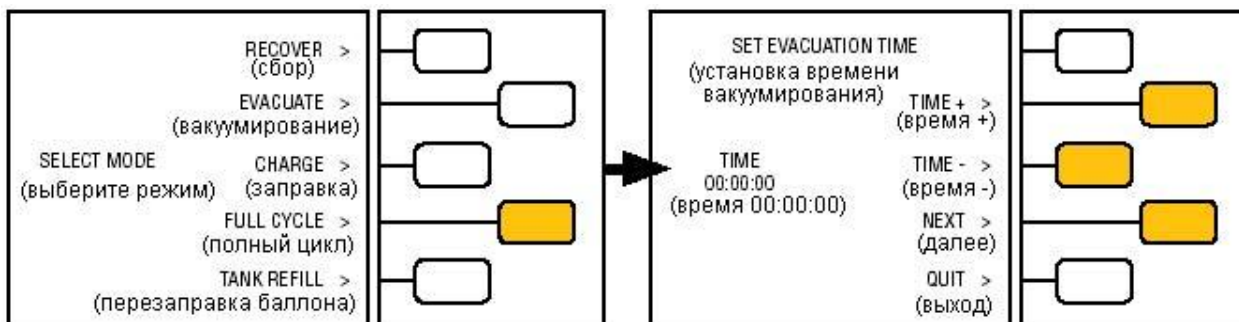 RECOVER >
(сбор)
EVACUATE >
(вакуумирование)
SELECT MODE
(выберите режим)
CHARGE >
(заправка)
FULL CYCLE >
(полный цикл)
TANK REFILL >
(перезаправка баллона)
SET EVACUATION TIME
(установка времени
вакуумирования)
TIME + >
(время +)
TIME
00:00:00
(время 00:00:00)
TIME - >
(время -)
NEXT >
(далее)
QUIT >
(выход)